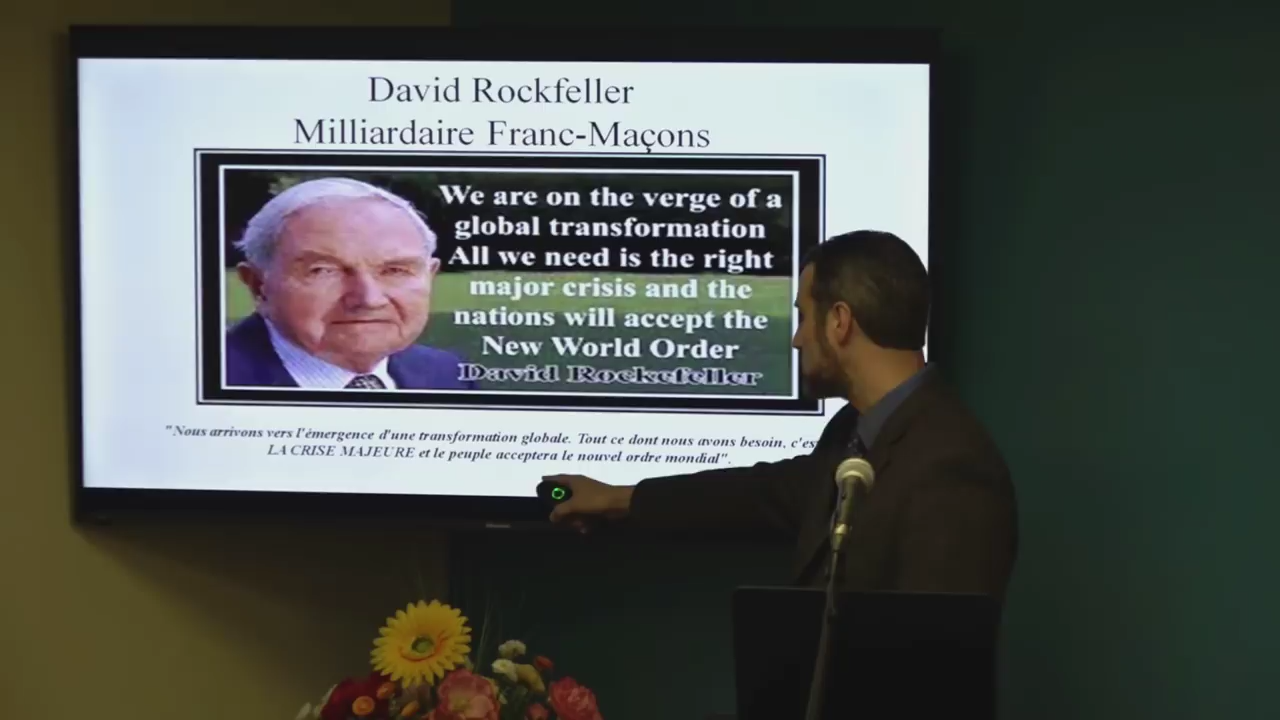 David Rockfeller
Milliardaire Franc-Maçons
We are on the verge of a
global transformation
All we need is the right
major crisis and the
nations will accept the
New World Order
David Rockefeller
"Nous arrivons vers l'émergence d'une transformation globale. Tout ce dont nous avons besoin, c'es
LA CRISE MAJEURE et le peuple acceptera le nouvel ordre mondial".